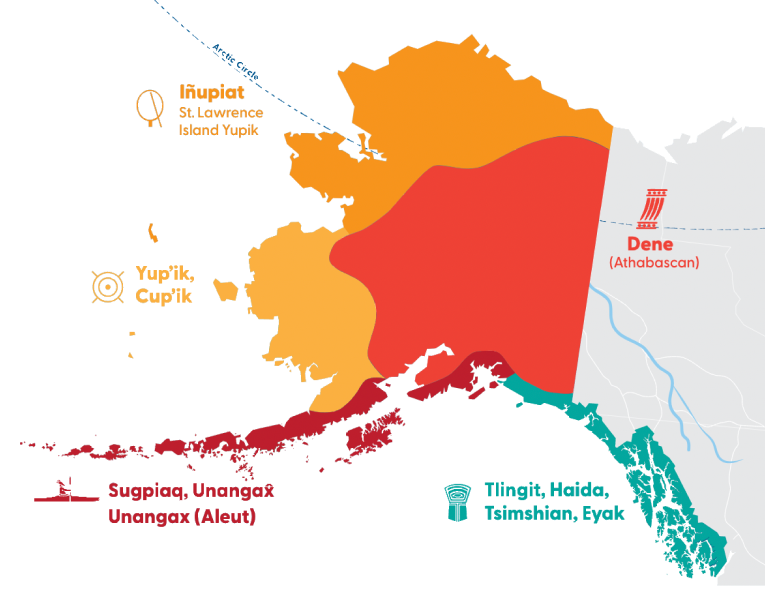 Arctic Circle
Iñupiat
St. Lawrence
Island Yupik
Dene
(Athabascan)
Yup’ik,
Cup’ik
Sugpiaq, Unangax̂
Unangax (Aleut)
Tlingit, Haida,
Tsimshian, Eyak